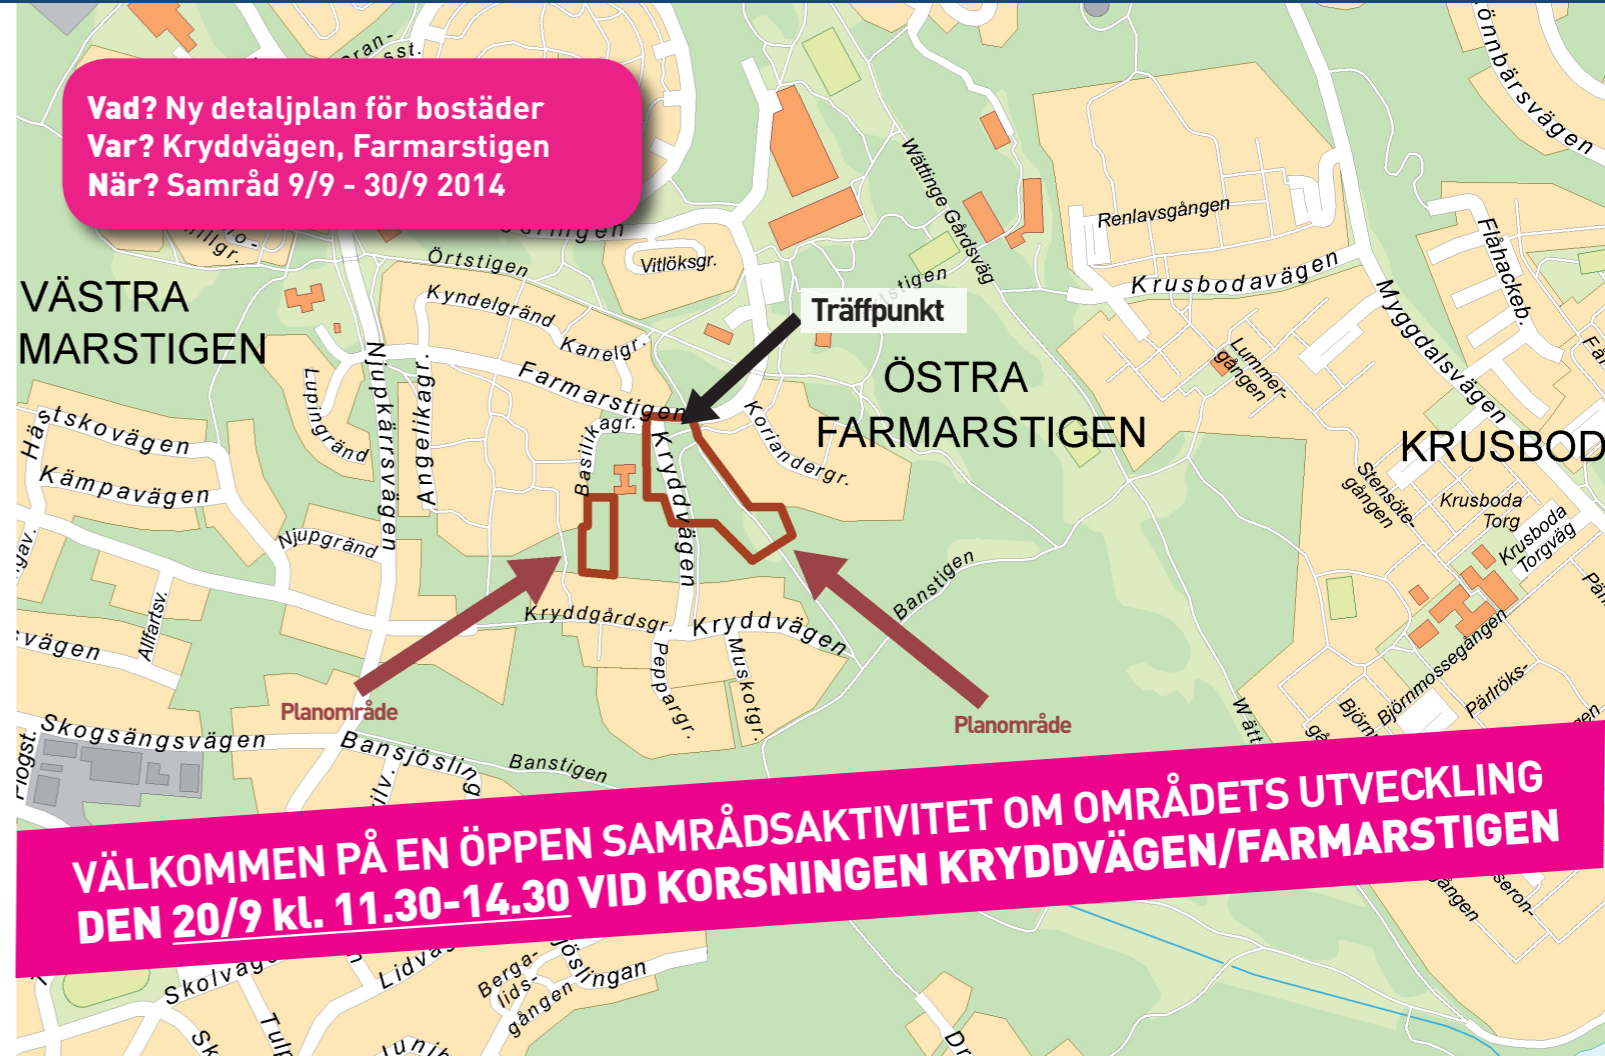 Vad? Ny detaljplan för bostäder
Var? Kryddvägen, Farmarstigen
När? Samråd 9/9 - 30/9 2014
Örtstigen
Vitlöksgr.
Wättinge Gårdsväg
Renlavsgången
Krusbodavägen
Flåhackeb.
Myggdalsvägen
VÄSTRA
MARSTIGEN
Kyndelgränd
Kanelgr.
Träffpunkt
Farmarstigen
ÖSTRA
FARMARSTIGEN
Lummer-
gången
KRUSBOD
Lupingränd
Njupkärrsvägen
Angelikagr.
Basilikagr.
Kryddvägen
Koriandergr.
Hästskovägen
Kämpavägen
Njupgränd
Stensöte-
gången
Krusboda
Torg
Krusboda
Torgväg
Banstigen
Allfartsv.
Kryddgårdsgr.
Kryddvägen
Peppargr.
Muskotgr.
Björnmossegången
Pärlröks-
Planområde
Planområde
Skogsängsvägen
Bansjösling
Banstigen
VÄLKOMMEN PÅ EN ÖPPEN SAMRÅDSAKTIVITET OM OMRÅDETS UTVECKLING
DEN 20/9 kl. 11.30-14.30 VID KORSNINGEN KRYDDVÄGEN/FARMARSTIGEN
Berga-
lids-
gången